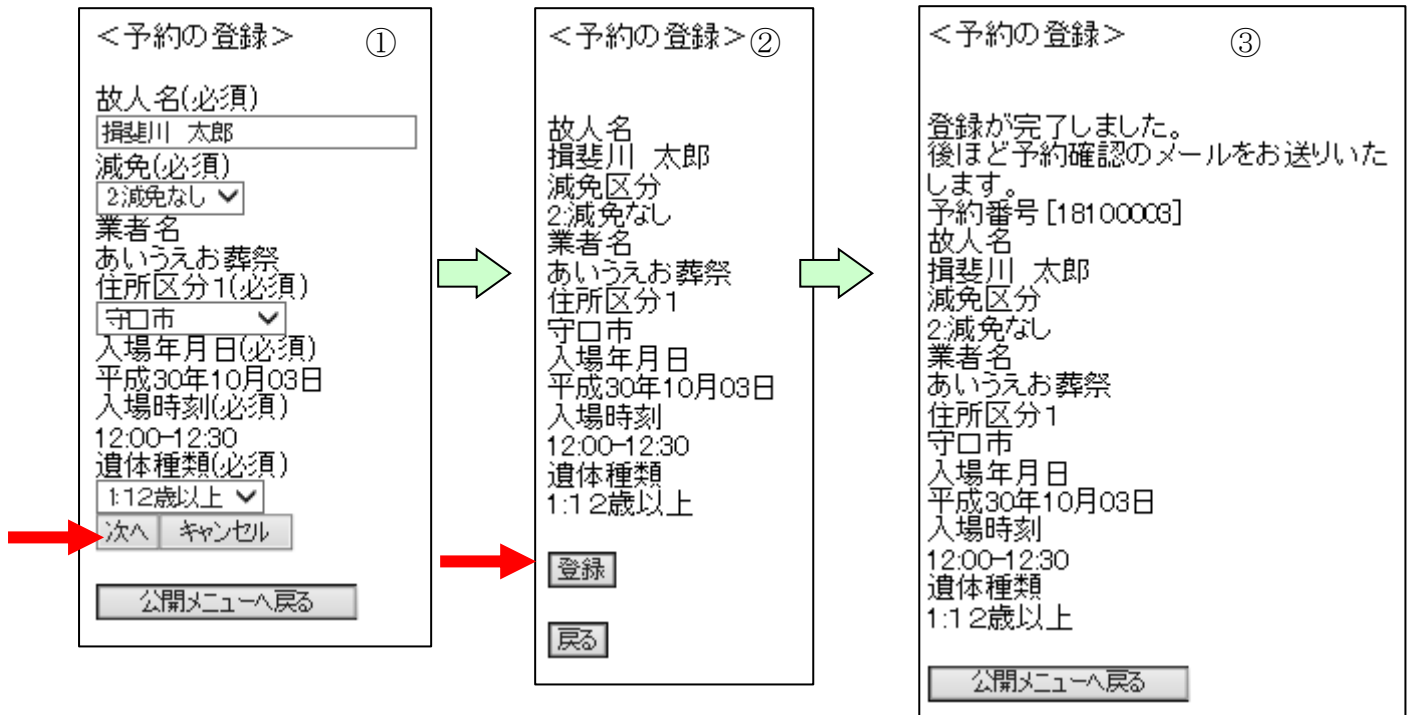 <予約の登録> ①
故人名(必須)
揖斐川 太郎
減免(必須)
2:減免なし
業者名
あいうえお葬祭
住所区分1(必須)
守口市
入場年月日(必須)
平成30年10月03日
入場時刻(必須)
12:00-12:30
遺体種類(必須)
1:12歳以上
次へ キャンセル
公開メニューへ戻る
<予約の登録> ②
故人名
揖斐川 太郎
減免区分
2:減免なし
業者名
あいうえお葬祭
住所区分1
守口市
入場年月日
平成30年10月03日
入場時刻
12:00-12:30
遺体種類
1:12歳以上
登録
戻る
<予約の登録> ③
登録が完了しました。
後ほど予約確認のメールをお送りいた
します。
予約番号[18100003]
故人名
揖斐川 太郎
減免区分
2:減免なし
業者名
あいうえお葬祭
住所区分1
守口市
入場年月日
平成30年10月03日
入場時刻
12:00-12:30
遺体種類
1:12歳以上
公開メニューへ戻る